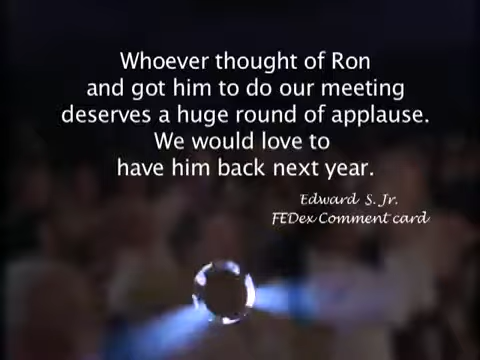 Whoever thought of Ron
and got him to do our meeting
deserves a huge round of applause.
We would love to
have him back next year.
Edward S. Jr.
FEDex Comment card